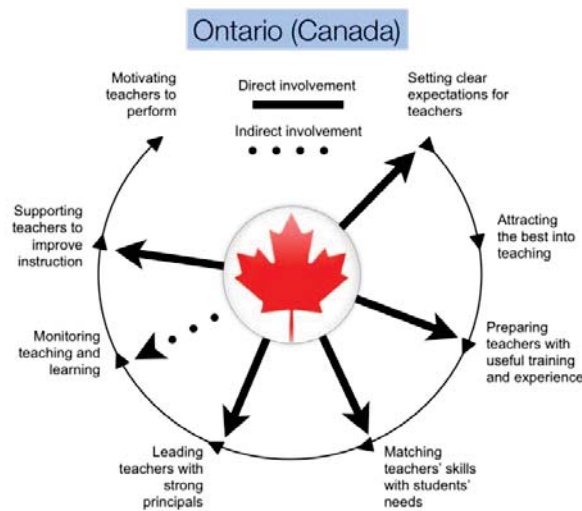 Ontario (Canada)
Motivating
teachers to
perform
Direct involvement
Indirect involvement
Setting clear
expectations for
teachers
Supporting
teachers to
improve
instruction
Attracting
the best into
teaching
Monitoring
teaching and
learning
Preparing
teachers with
useful training
and experience
Leading
teachers with
strong
principals
Matching
teachers' skills
with students'
needs